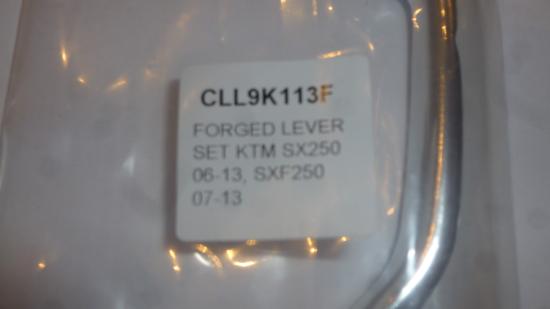 CLL9K113F
FORGED LEVER
SET KTM SX250
06-13, SXF250
07-13